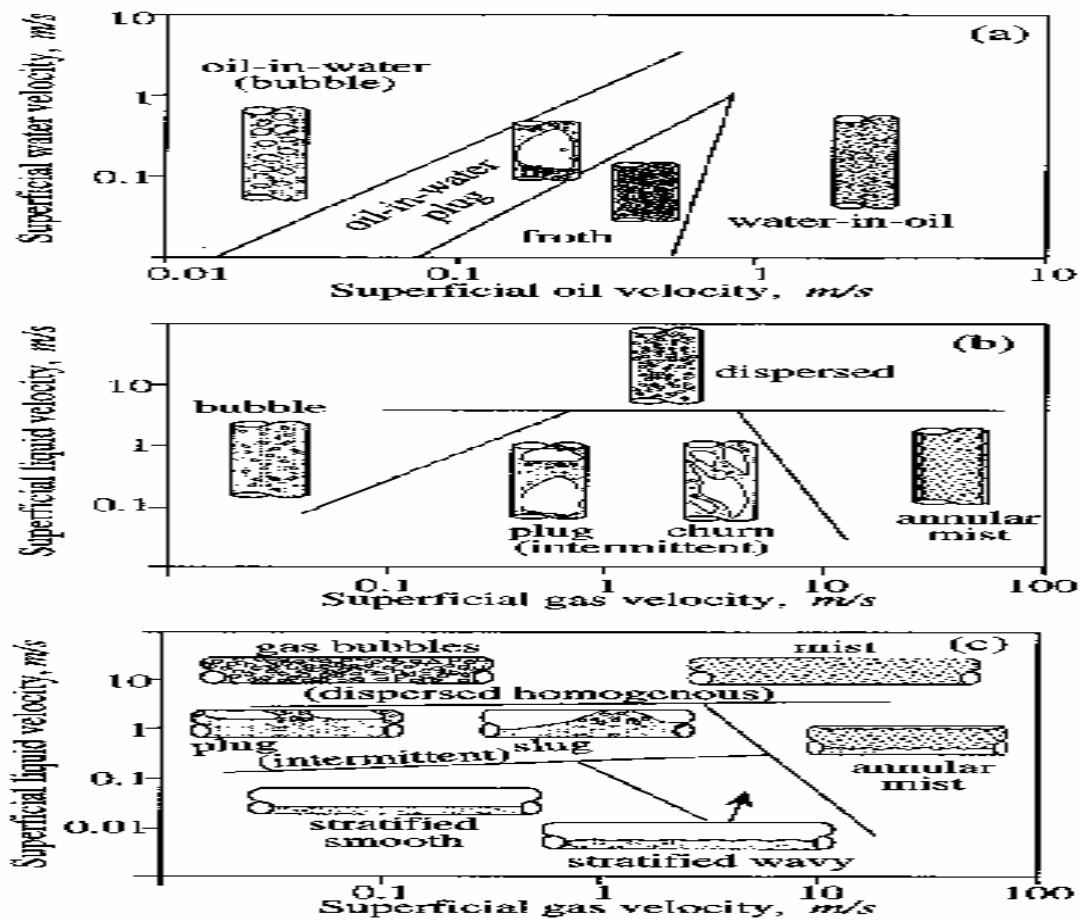 Superficial water velocity, m/s
10
1
0.1
(a)
oil-in-water
(bubble)
oil-in-water
plug
froth
water-in-oil
0.01
0.1
1
10
Superficial oil velocity, m/s
Superficial liquid velocity, m/s
10
1
0.1
(b)
dispersed
bubble
plug
churn
(intermittent)
annular
mist
0.1
1
10
100
Superficial gas velocity, m/s
Superficial liquid velocity, m/s
10
1
0.1
0.01
(c)
gas bubbles
mist
(dispersed homogenous)
plug
slug
(intermittent)
annular
mist
stratified
smooth
stratified wavy
0.1
1
10
100
Superficial gas velocity, m/s